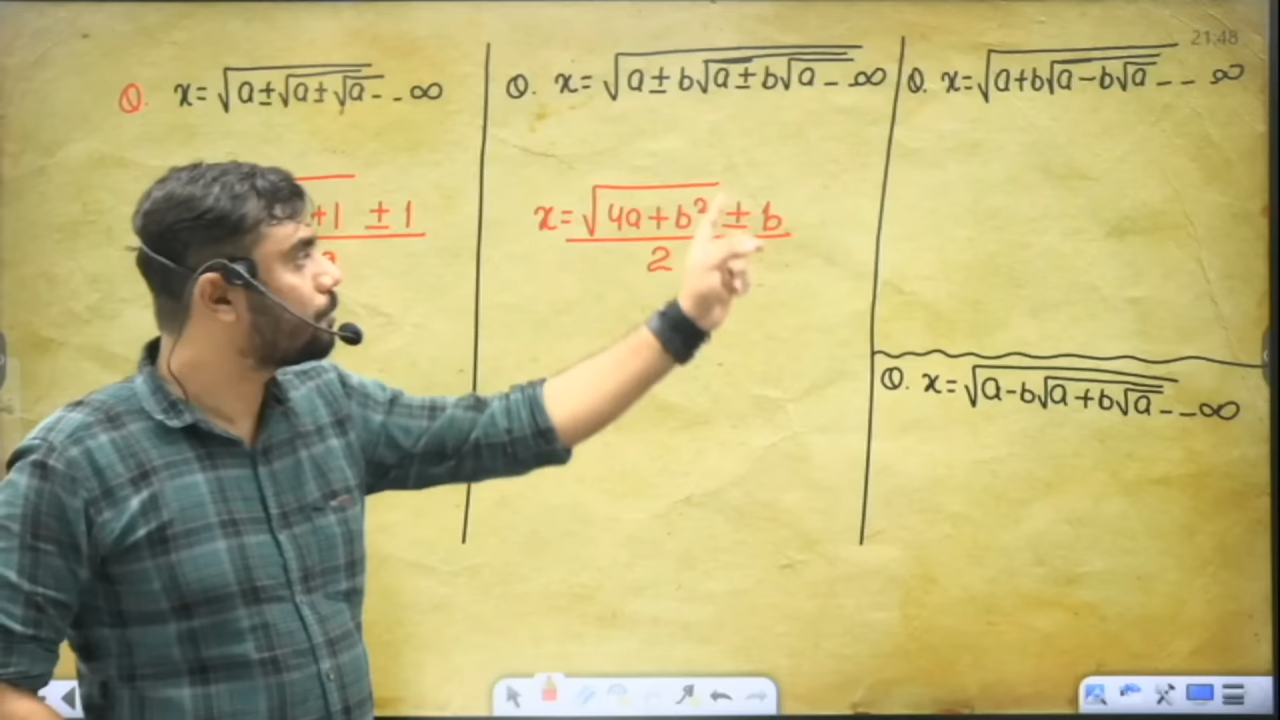 21:48
Q. x=√(a±√(a±√a--∞
+1 ±1
Q. x=√(a±b√(a±b√a--∞
x=√(4a+b²) ± b
2
Q. x=√(a+b√(a-b√a--- ∞
Q. x=√(a-b√(a+b√a--∞